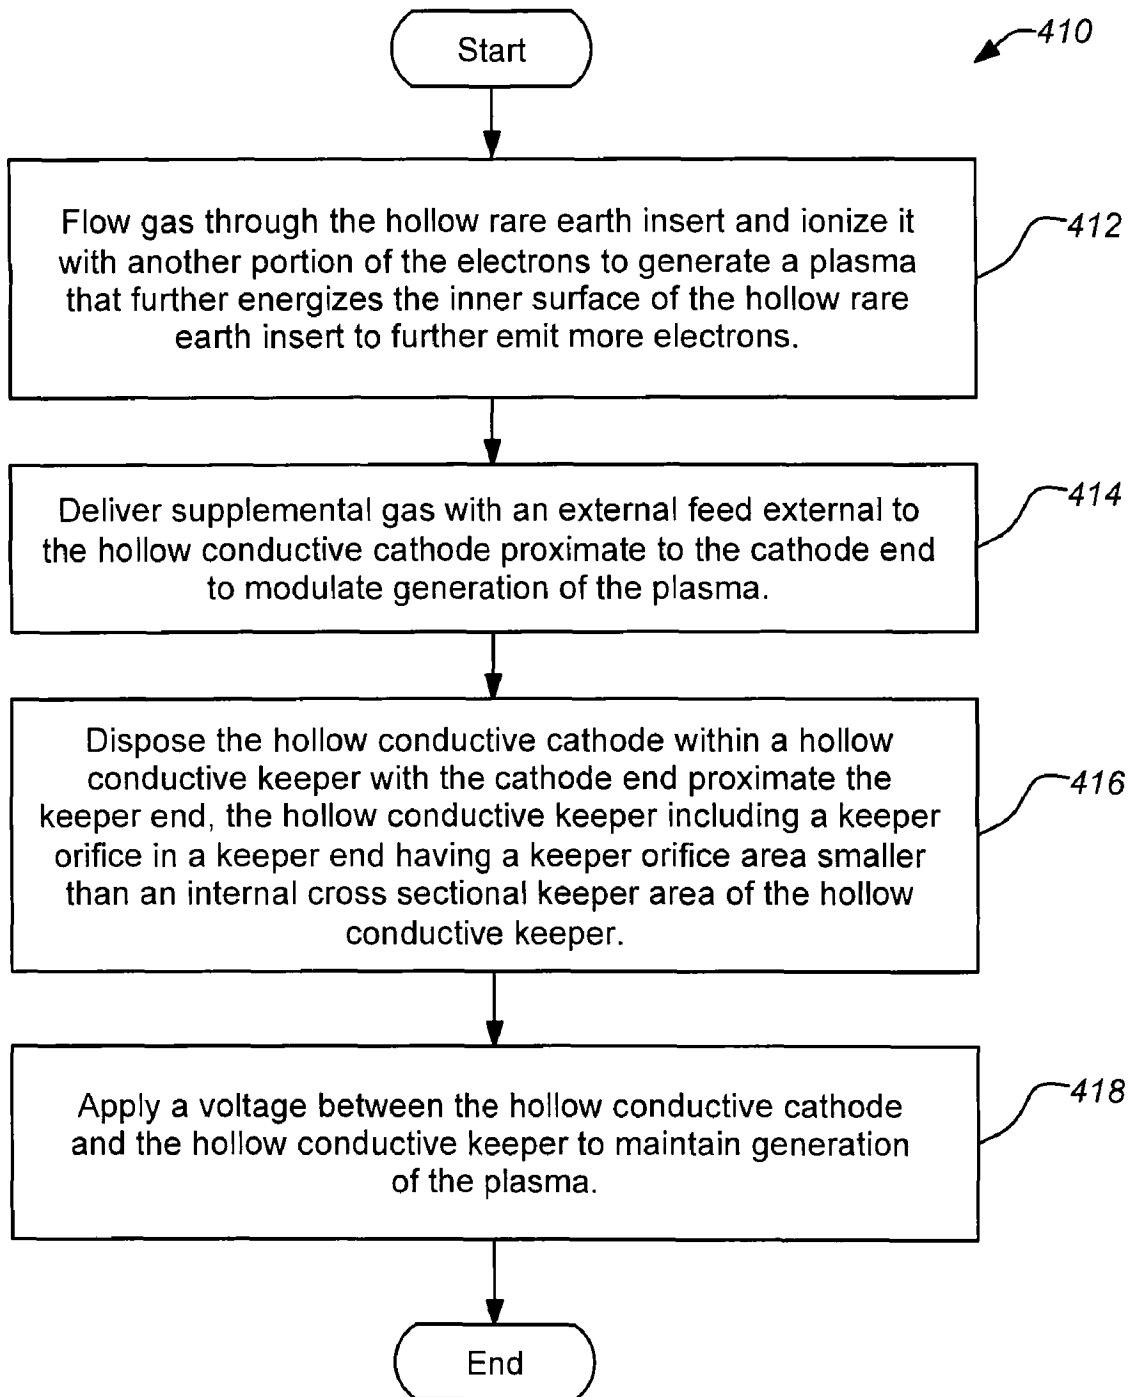 Start
410
Flow gas through the hollow rare earth insert and ionize it
with another portion of the electrons to generate a plasma
that further energizes the inner surface of the hollow rare
earth insert to further emit more electrons.
412
Deliver supplemental gas with an external feed external to
the hollow conductive cathode proximate to the cathode end
to modulate generation of the plasma.
414
Dispose the hollow conductive cathode within a hollow
conductive keeper with the cathode end proximate the
keeper end, the hollow conductive keeper including a keeper
orifice in a keeper end having a keeper orifice area smaller
than an internal cross sectional keeper area of the hollow
conductive keeper.
416
Apply a voltage between the hollow conductive cathode
and the hollow conductive keeper to maintain generation
of the plasma.
418
End